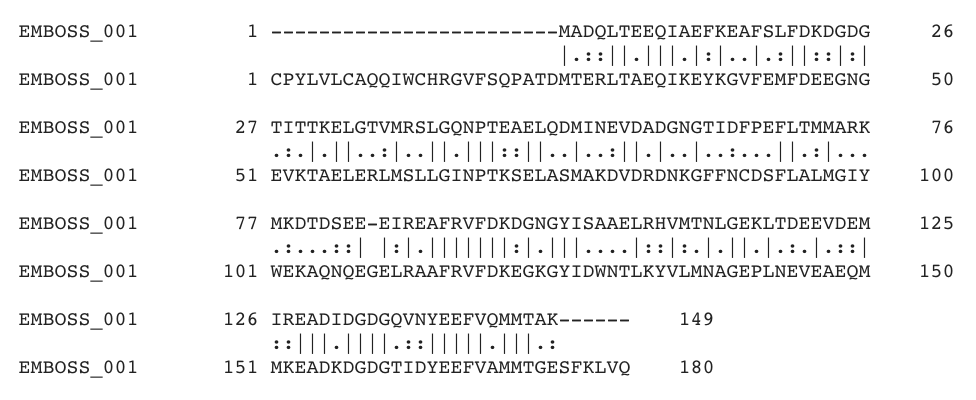 EMBOSS_001 1 ------------------------MADQLTEEQIAEFKEAFSLFDKDGDG 26
|.::||.|||.|:|..|.:||::|:|
EMBOSS_001 1 CPYLVLCAQQIWCHRGVFSQPATDMTERLTAEQIKEYKGVFEMFDEEGNG 50
EMBOSS_001 27 TITTKELGTVMRSLGQNPTEAELQDMINEVDADGNGTIDFPEFLTMMARK 76
.:.|.||..:|..||.|||::||..|..:||.|..|..:...||.:|...
EMBOSS_001 51 EVKTAELERLMSLLGINPTKSELASMAKDVDRDNKGFFNCDSFLALMGIY 100
EMBOSS_001 77 MKDTDSEE-EIREAFRVFDKDGNGYISAAELRHVMTNLGEKLTDEEVDEM 125
.:...::| |:|.|||||||:|.|||....|::|:.|.||.|.:.|.::|
EMBOSS_001 101 WEKAQNQEGELRAAFRVFDKEGKGYIDWNTLKYVLMNAGEPLNEVEAEQM 150
EMBOSS_001 126 IREADIDGDGQVNYEEFVQMMTAK------ 149
::|||.||||.::|||||.|||.:
EMBOSS_001 151 MKEADKDGDGTIDYEEFVAMMTGESFKLVQ 180